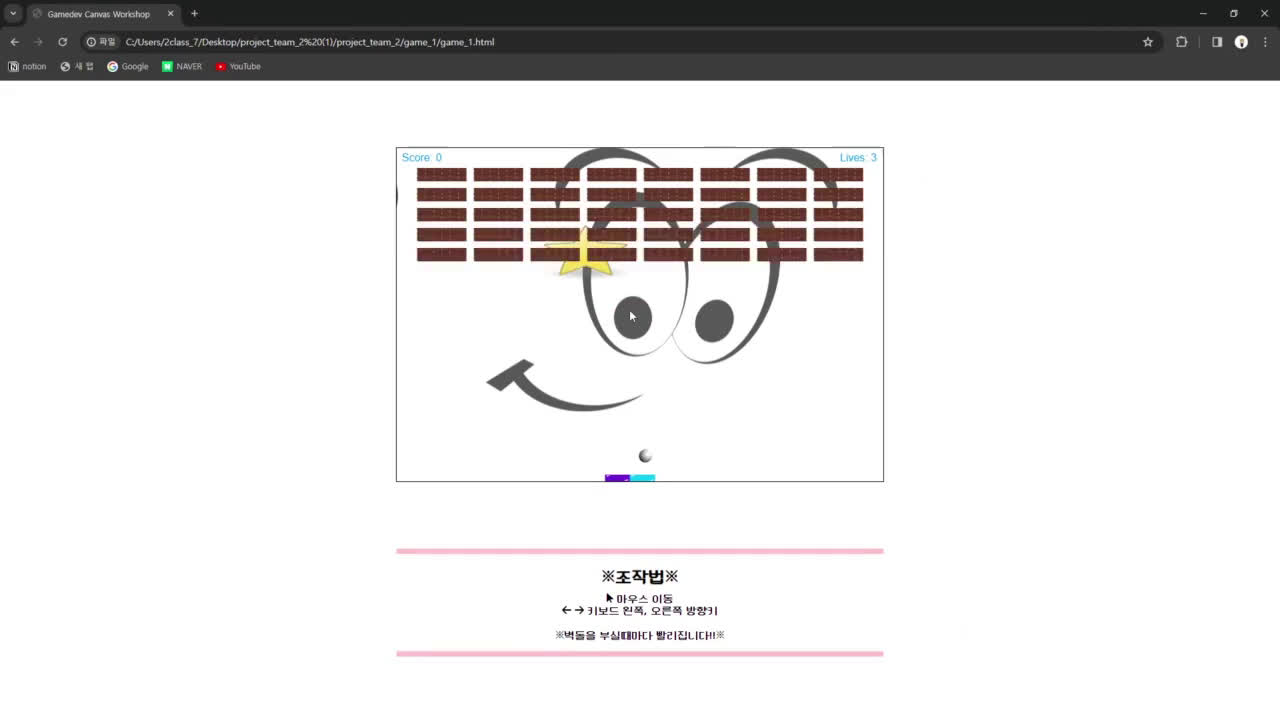 Gamedev Canvas Workshop
파일 C:/Users/2class_7/Desktop/project_team_2%20(1)/project_team_2/game_1/game_1.html
notion 새 탭 Google NAVER YouTube
Score: 0 Lives: 3
※조작법※
마우스 이동
← → 키보드 왼쪽, 오른쪽 방향키
※벽돌을 부실때마다 빨라집니다!!※